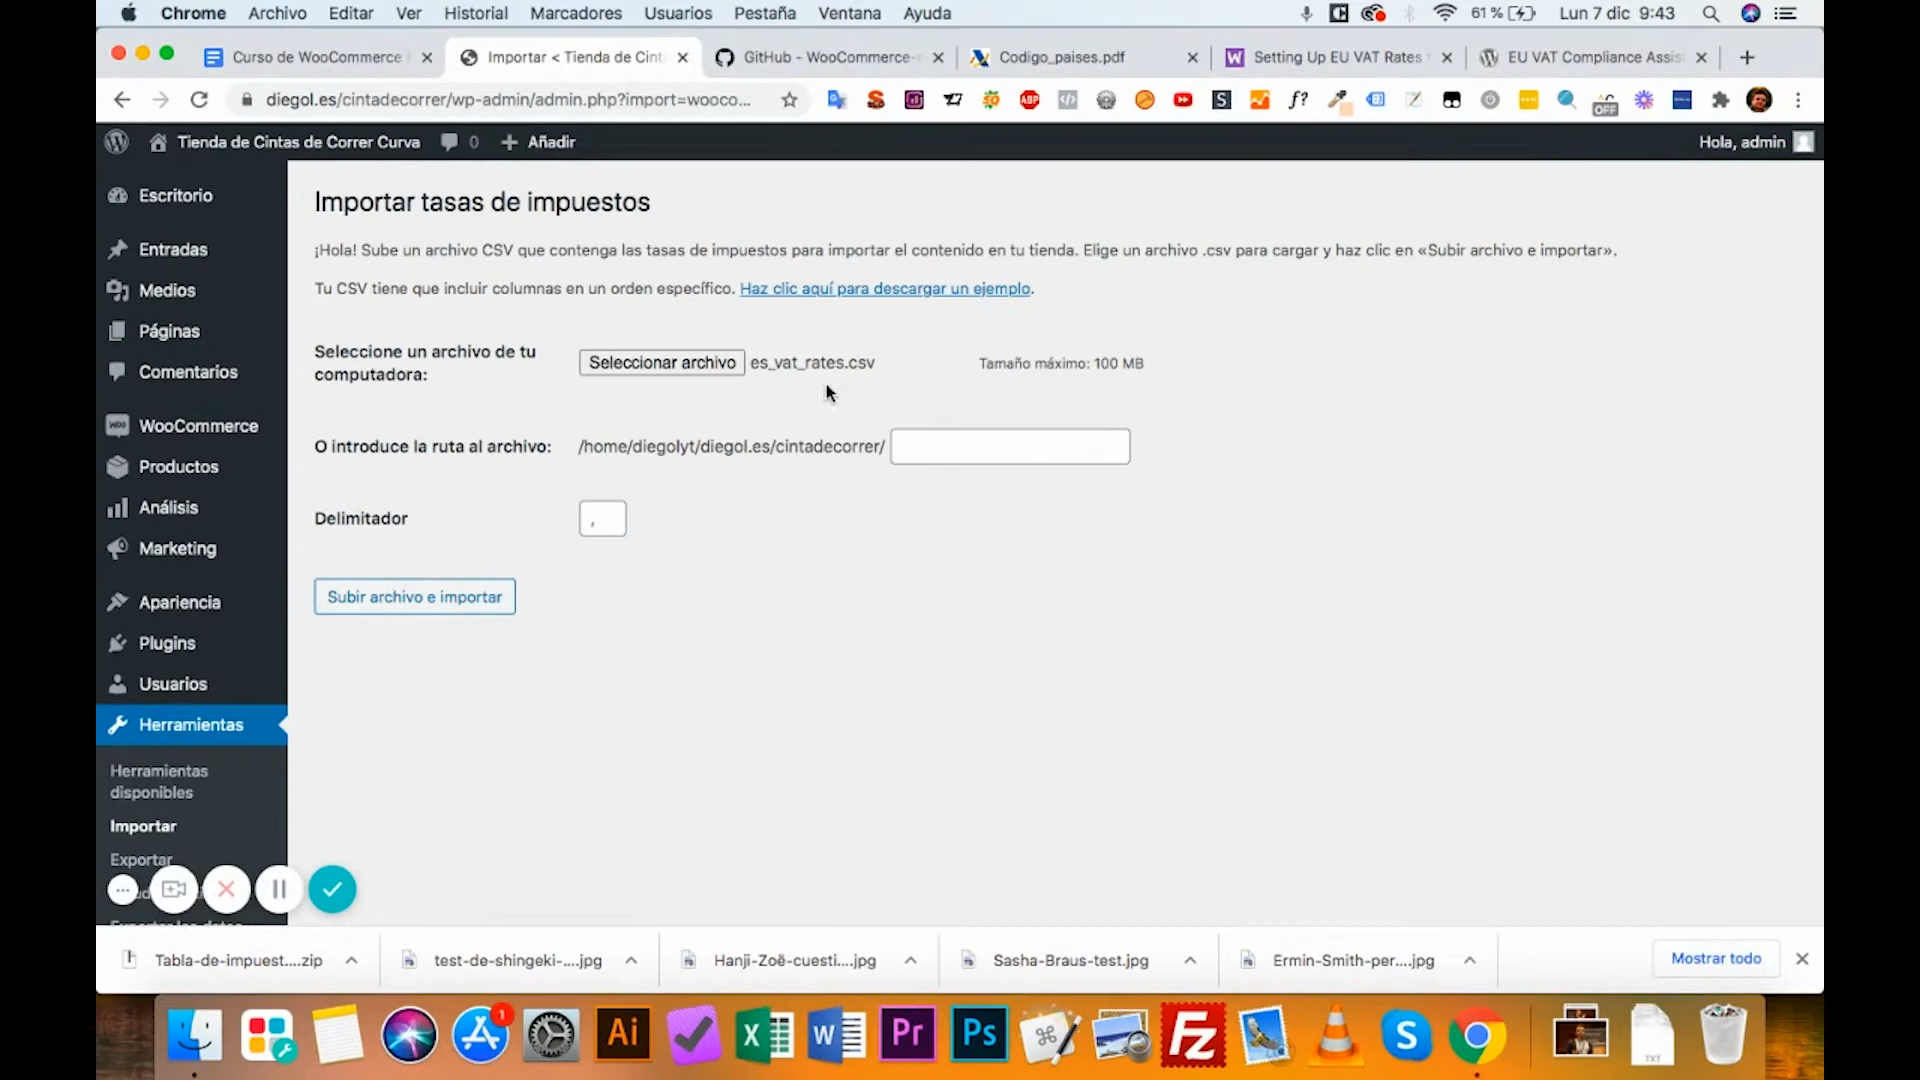 Chrome Archivo Editar Ver Historial Marcadores Usuarios Pestaña Ventana Ayuda
61 % Lun 7 dic 9:43
Curso de WooCommerce
Importar < Tienda de Cint
GitHub - WooCommerce-
Codigo_paises.pdf
Setting Up EU VAT Rates
EU VAT Compliance Assis
diegol.es/cintadecorrer/wp-admin/admin.php?import=wooco...
ABP
S
f?
OFF
Tienda de Cintas de Correr Curva 0 Añadir
Hola, admin
Escritorio
Entradas
Medios
Páginas
Comentarios
WooCommerce
Productos
Análisis
Marketing
Apariencia
Plugins
Usuarios
Herramientas
Herramientas disponibles
Importar
Exportar
Importar tasas de impuestos
¡Hola! Sube un archivo CSV que contenga las tasas de impuestos para importar el contenido en tu tienda. Elige un archivo .csv para cargar y haz clic en «Subir archivo e importar».
Tu CSV tiene que incluir columnas en un orden específico. Haz clic aquí para descargar un ejemplo.
Seleccione un archivo de tu computadora:
Seleccionar archivo es_vat_rates.csv Tamaño máximo: 100 MB
O introduce la ruta al archivo: /home/diegolyt/diegol.es/cintadecorrer/
Delimitador ,
Subir archivo e importar
Tabla-de-impuest....zip
test-de-shingeki-....jpg
Hanji-Zoë-cuesti....jpg
Sasha-Braus-test.jpg
Ermin-Smith-per....jpg
Mostrar todo
1
Ai
Pr
Ps
Fz
S
TXT